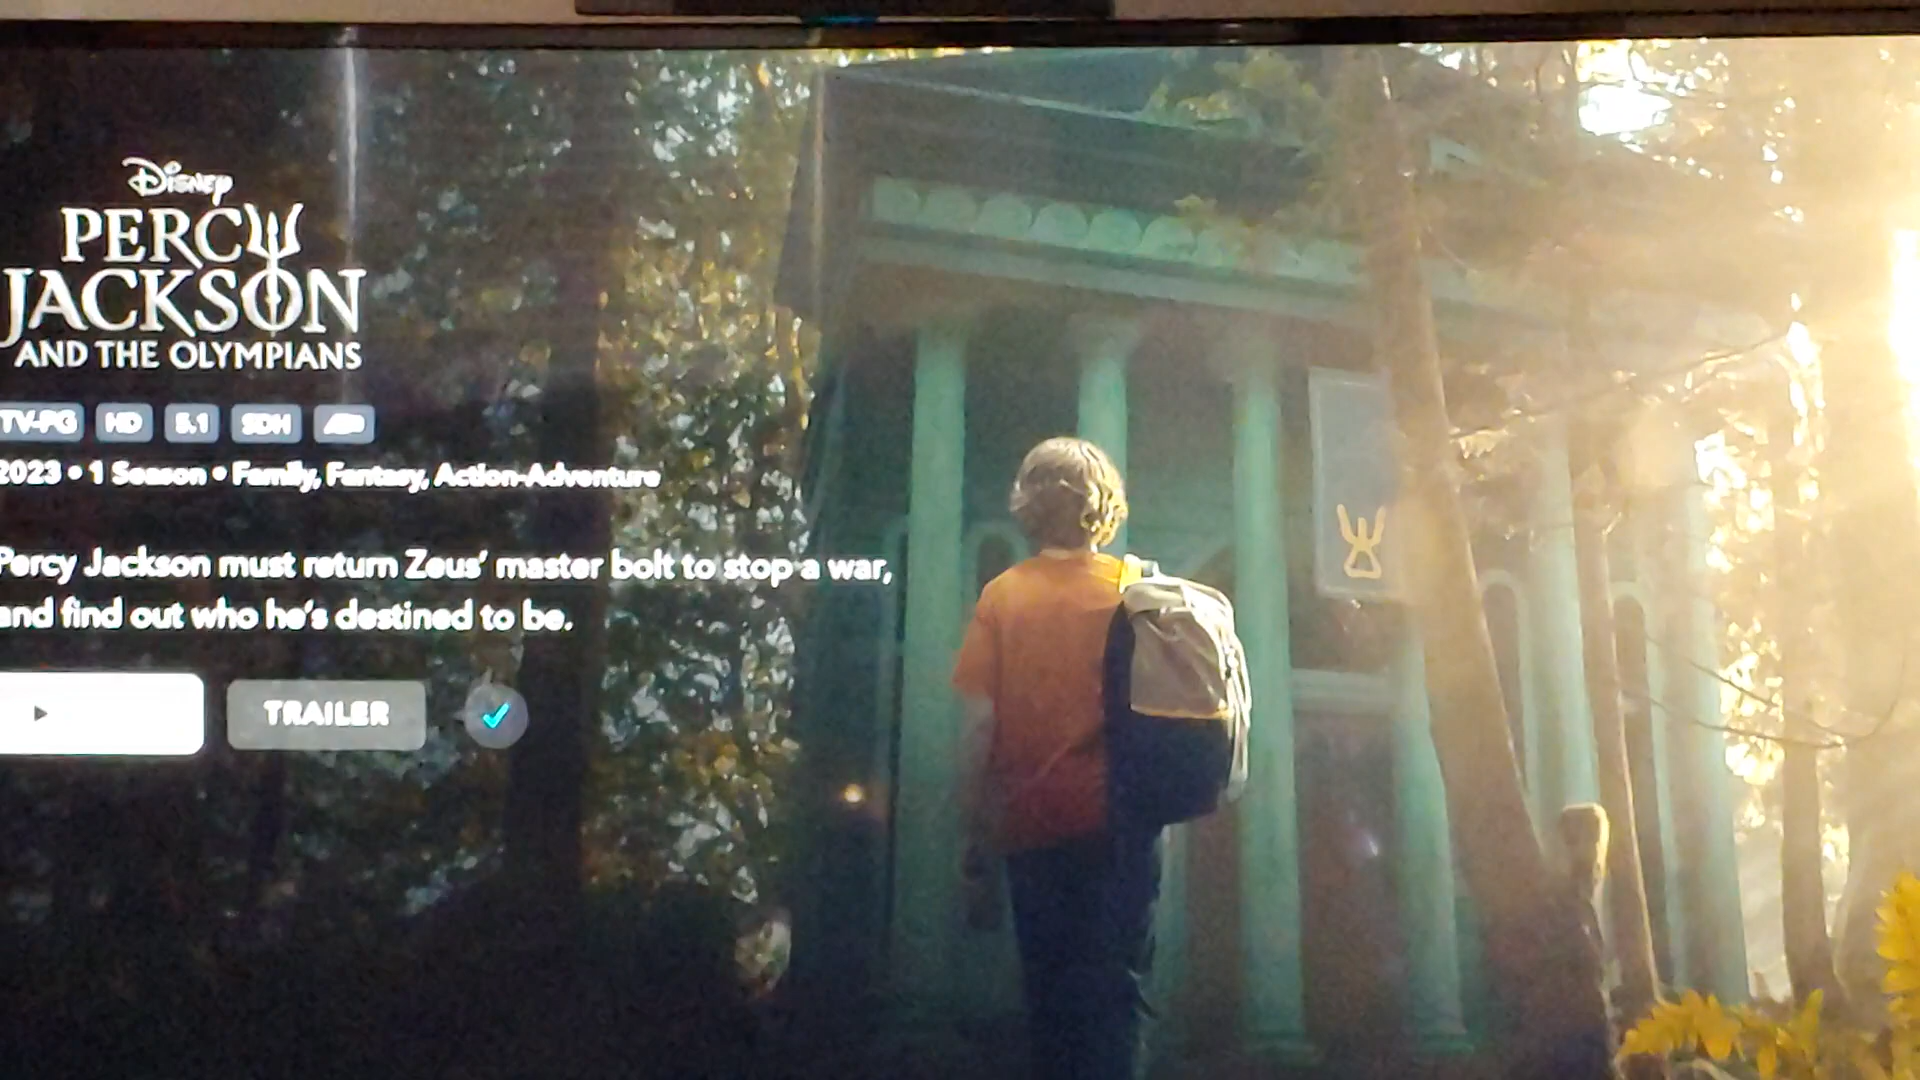 Disney
PERCY
JACKSON
AND THE OLYMPIANS
TV-PG HD 5.1 SDH AD
2023 • 1 Season • Family, Fantasy, Action-Adventure
Percy Jackson must return Zeus' master bolt to stop a war,
and find out who he's destined to be.
TRAILER